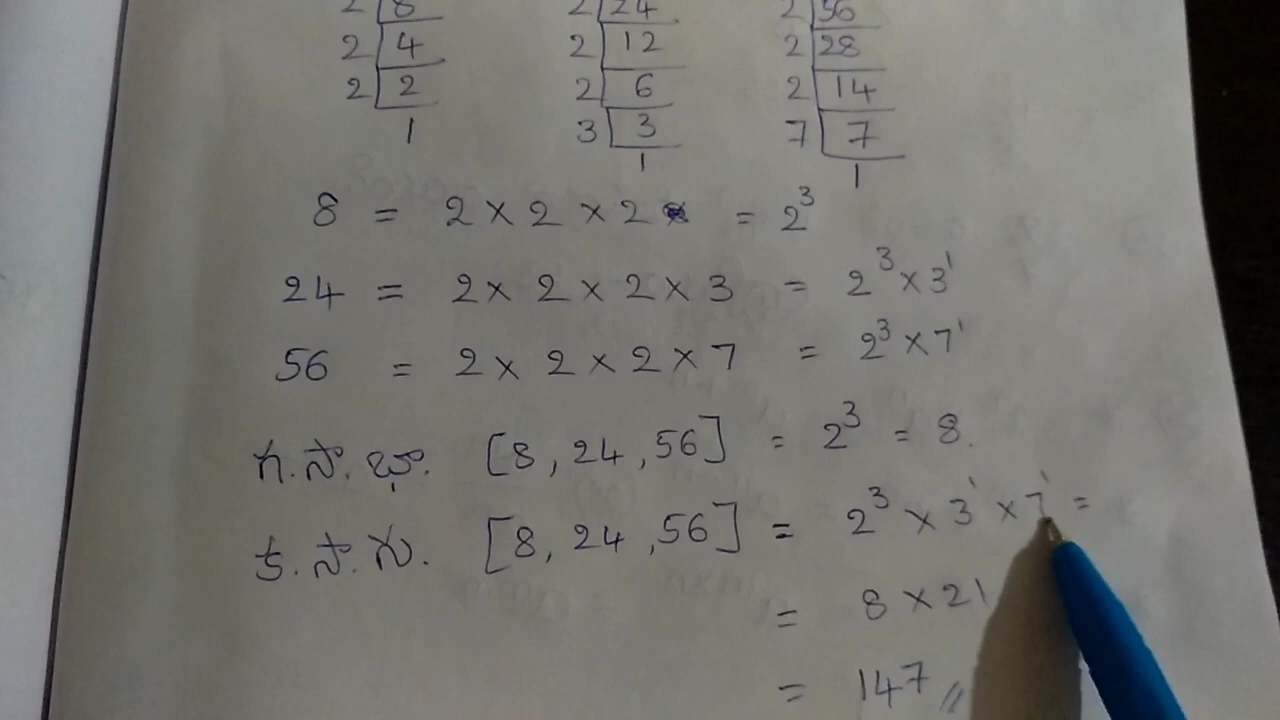 2 | 8   2 | 24   2 | 56
2 | 4   2 | 12   2 | 28
2 | 2   2 | 6   2 | 14
1   3 | 3   7 | 7
1   1
8 = 2 × 2 × 2 = 2³
24 = 2 × 2 × 2 × 3 = 2³ × 3¹
56 = 2 × 2 × 2 × 7 = 2³ × 7¹
గ.సా.భా. [8, 24, 56] = 2³ = 8.
క.సా.గు. [8, 24, 56] = 2³ × 3¹ × 7¹ =
= 8 × 21
= 147 //